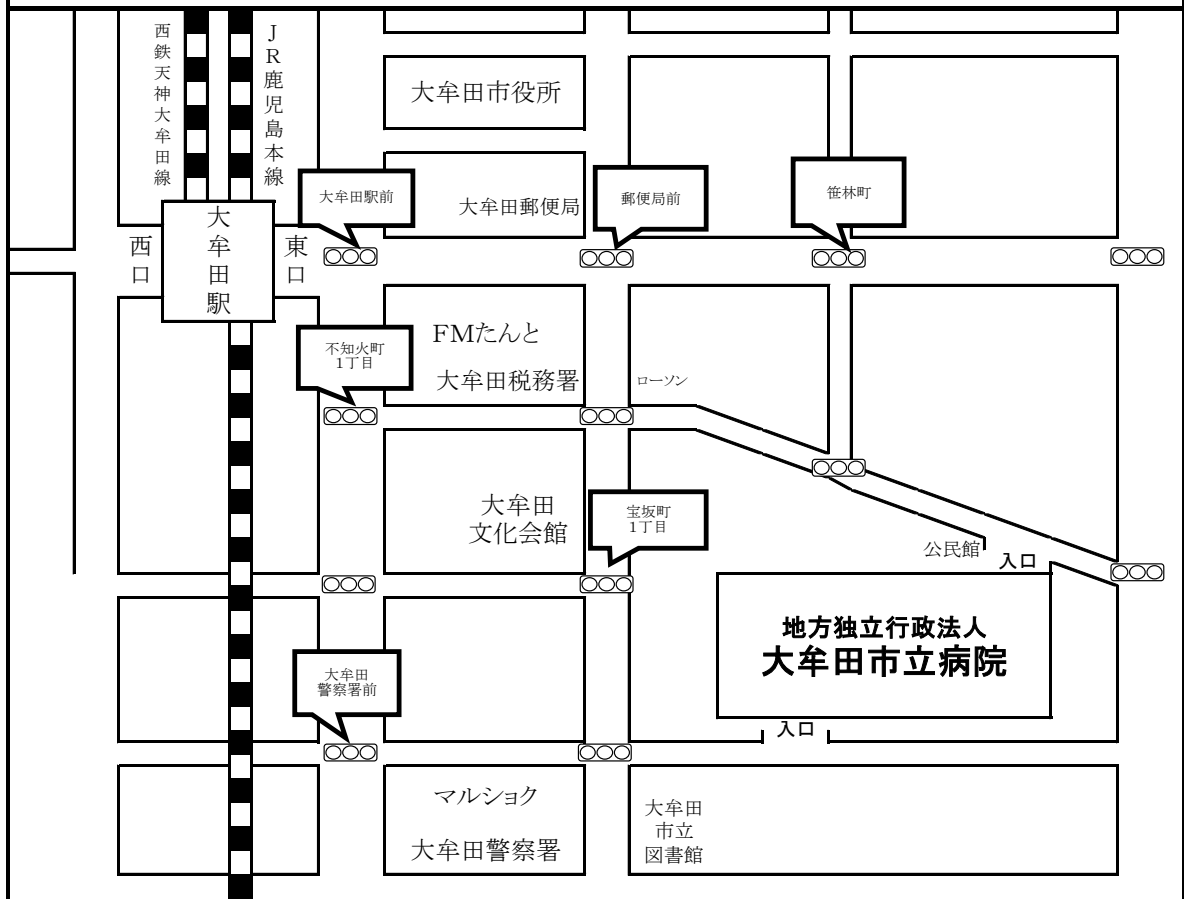 西鉄天神大牟田線
JR鹿児島本線
大牟田市役所
大牟田駅前
大牟田郵便局
郵便局前
笹林町
西口
大牟田駅
東口
不知火町
1丁目
FMたんと
大牟田税務署
ローソン
大牟田
文化会館
宝坂町
1丁目
公民館
入口
地方独立行政法人
大牟田市立病院
大牟田
警察署前
入口
マルショク
大牟田警察署
大牟田
市立
図書館